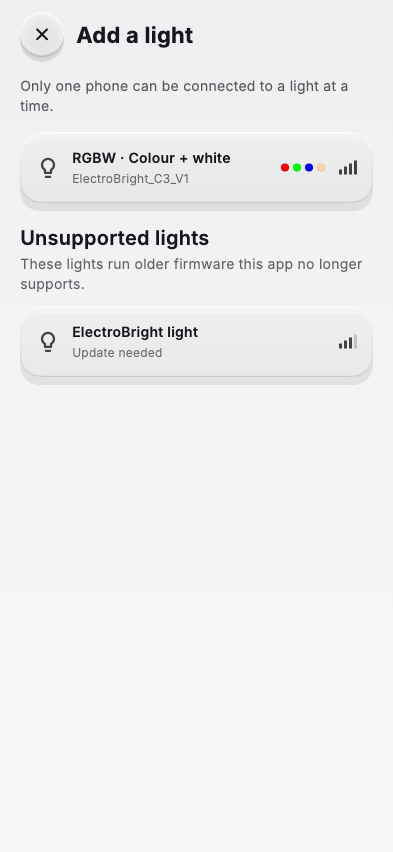 Add a light
Only one phone can be connected to a light at a
time.
RGBW · Colour + white
ElectroBright_C3_V1
Unsupported lights
These lights run older firmware this app no longer
supports.
ElectroBright light
Update needed